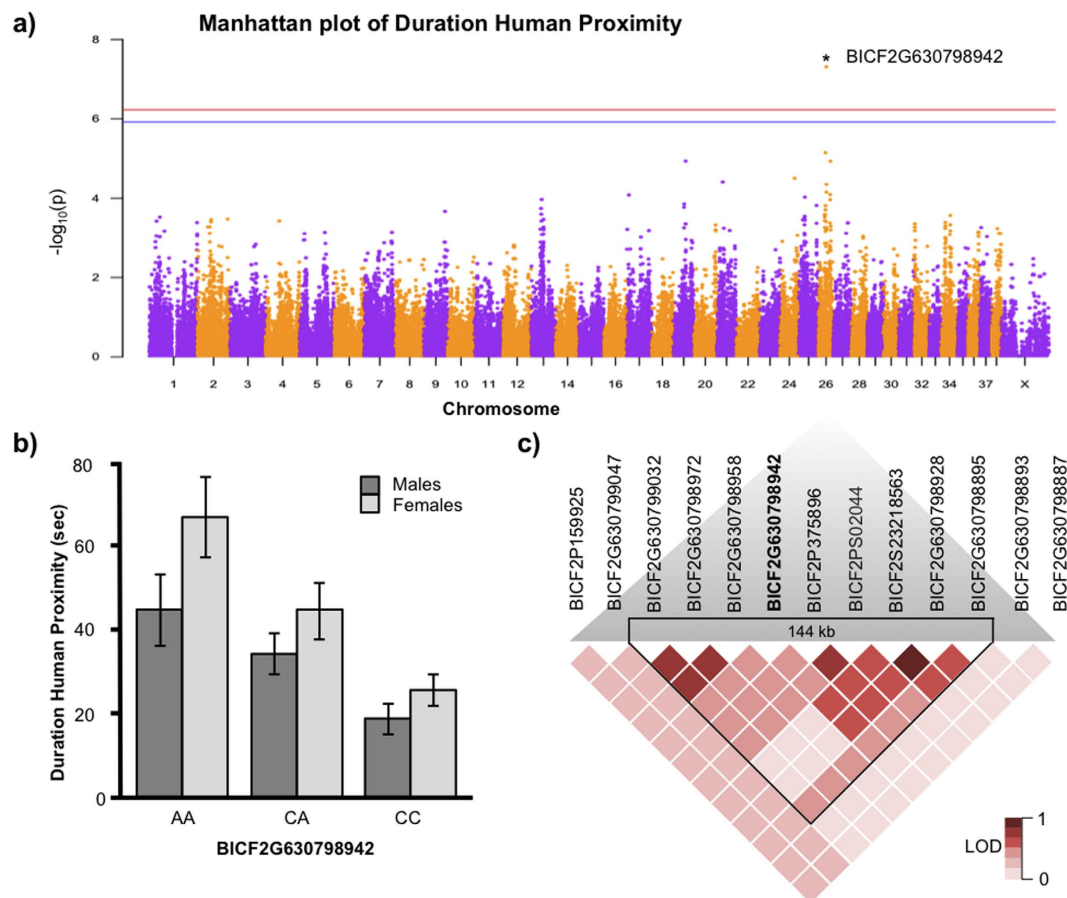 a)
Manhattan plot of Duration Human Proximity
8
6
4
2
0
-log10(p)
* BICF2G630798942
1 2 3 4 5 6 7 8 9 10 11 12 14 16 18 20 22 24 26 28 30 32 34 37 X
Chromosome
b)
80
60
40
20
0
Duration Human Proximity (sec)
Males
Females
AA CA CC
BICF2G630798942
c)
BICF2P159925
BICF2G630799047
BICF2G630799032
BICF2G630798972
BICF2G630798958
BICF2G630798942
BICF2P375896
BICF2PS02044
BICF2S23218563
BICF2G630798928
BICF2G630798895
BICF2G630798893
BICF2G630798887
144 kb
LOD
1
0